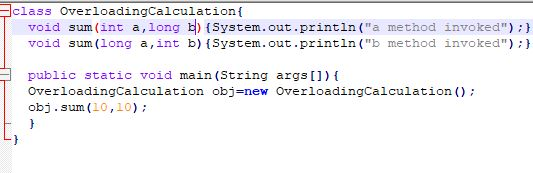 class OverloadingCalculation{
void sum(int a,long b){System.out.println("a method invoked");}
void sum(long a,int b){System.out.println("b method invoked");}
public static void main(String args[]){
OverloadingCalculation obj=new OverloadingCalculation();
obj.sum(10,10);
}
}